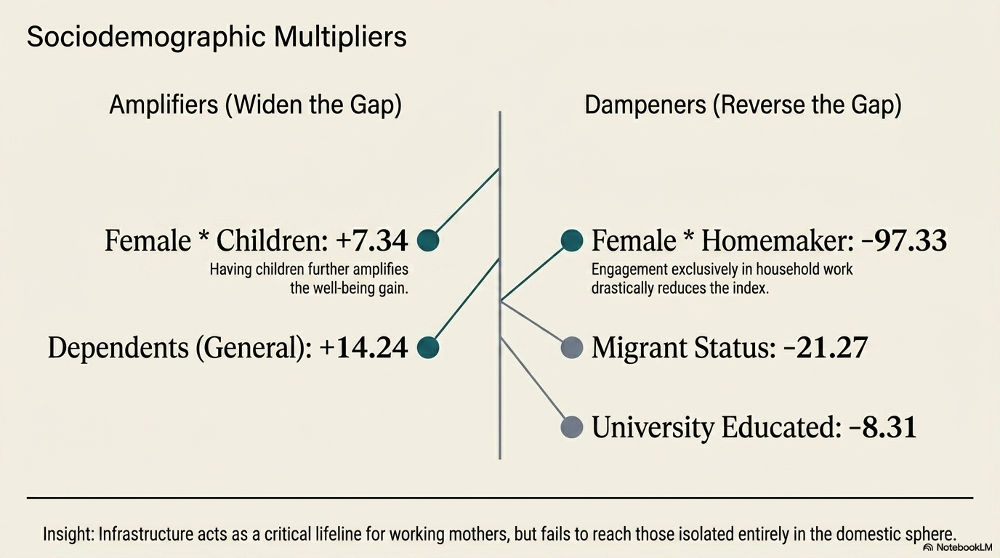 Sociodemographic Multipliers
Amplifiers (Widen the Gap)
Female * Children: +7.34
Having children further amplifies
the well-being gain.
Dependents (General): +14.24
Dampeners (Reverse the Gap)
Female * Homemaker: −97.33
Engagement exclusively in household work
drastically reduces the index.
Migrant Status: −21.27
University Educated: −8.31
Insight: Infrastructure acts as a critical lifeline for working mothers, but fails to reach those isolated entirely in the domestic sphere.
NotebookLM